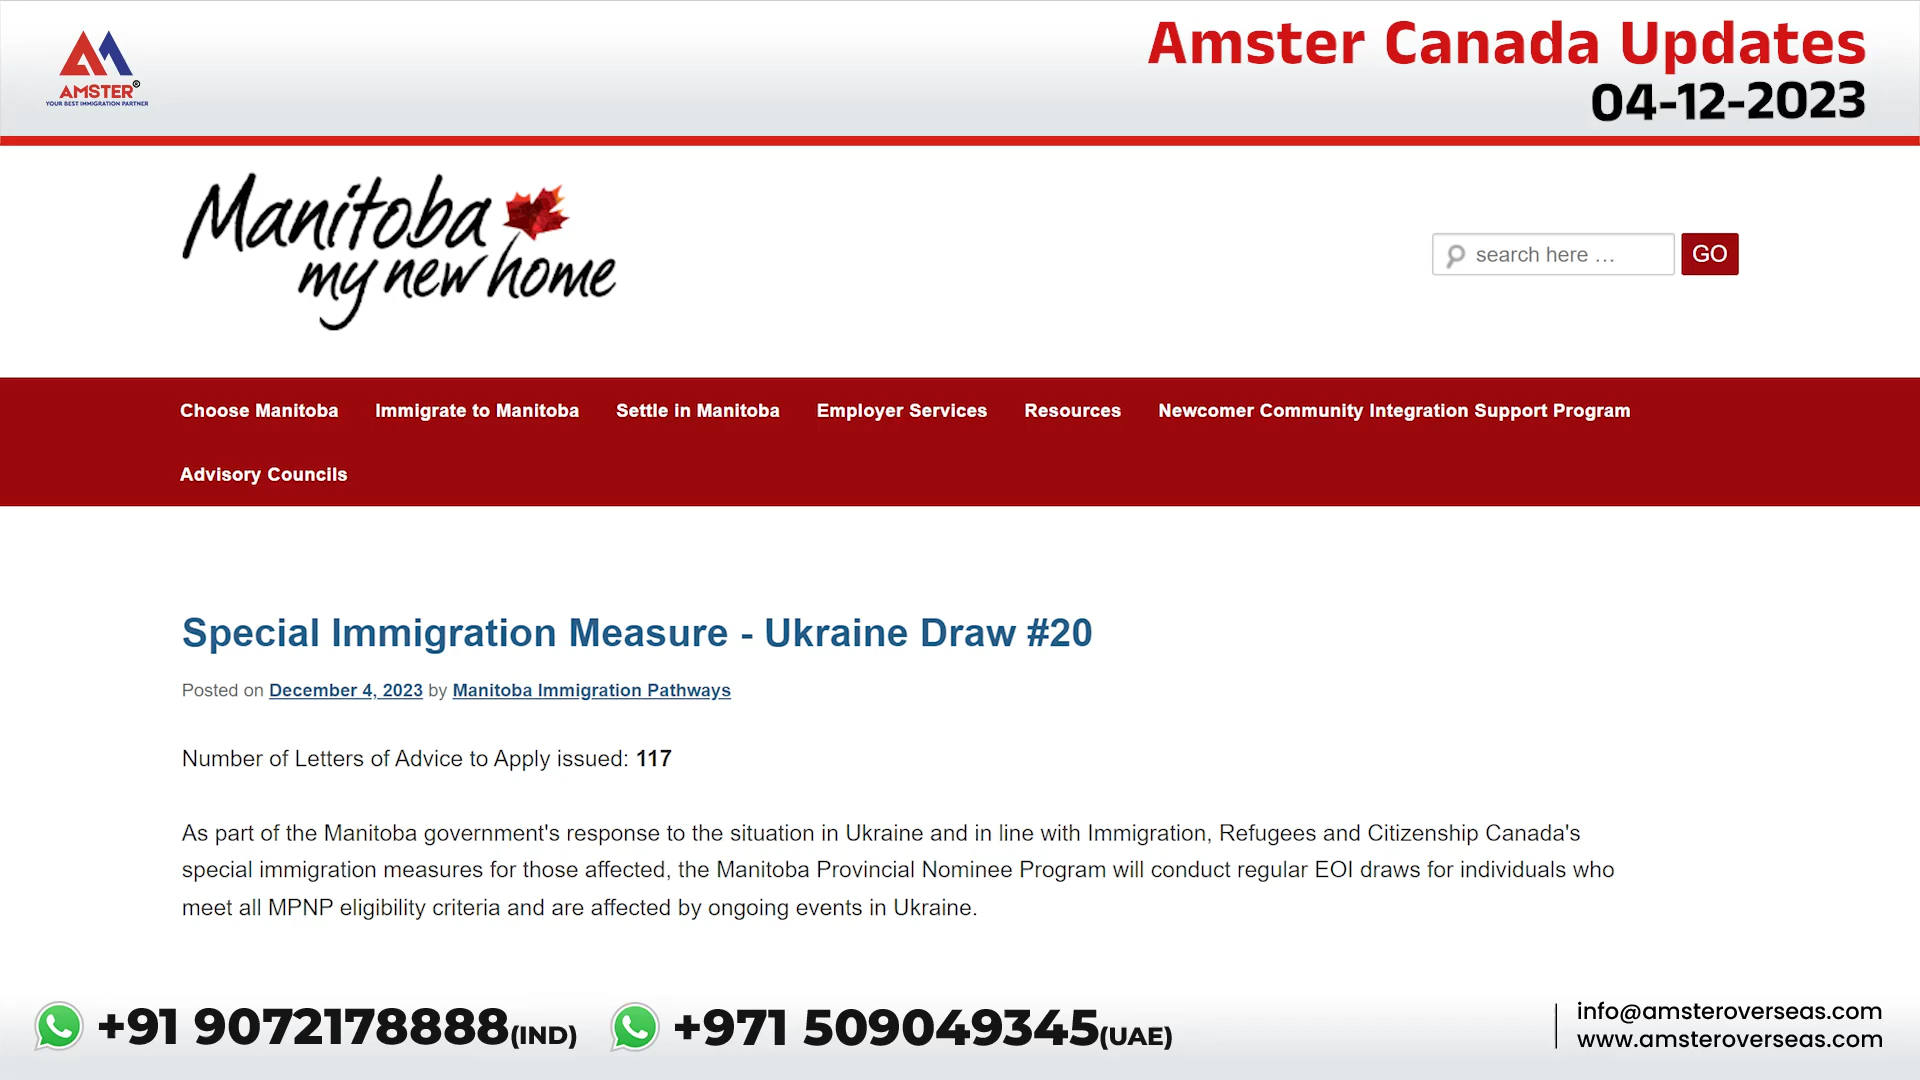 AMSTER®
YOUR BEST IMMIGRATION PARTNER
Amster Canada Updates
04-12-2023
Manitoba
my new home
search here …
GO
Choose Manitoba Immigrate to Manitoba Settle in Manitoba Employer Services Resources Newcomer Community Integration Support Program
Advisory Councils
Special Immigration Measure - Ukraine Draw #20
Posted on December 4, 2023 by Manitoba Immigration Pathways
Number of Letters of Advice to Apply issued: 117
As part of the Manitoba government's response to the situation in Ukraine and in line with Immigration, Refugees and Citizenship Canada's
special immigration measures for those affected, the Manitoba Provincial Nominee Program will conduct regular EOI draws for individuals who
meet all MPNP eligibility criteria and are affected by ongoing events in Ukraine.
+91 9072178888(IND) +971 509049345(UAE)
info@amsteroverseas.com
www.amsteroverseas.com